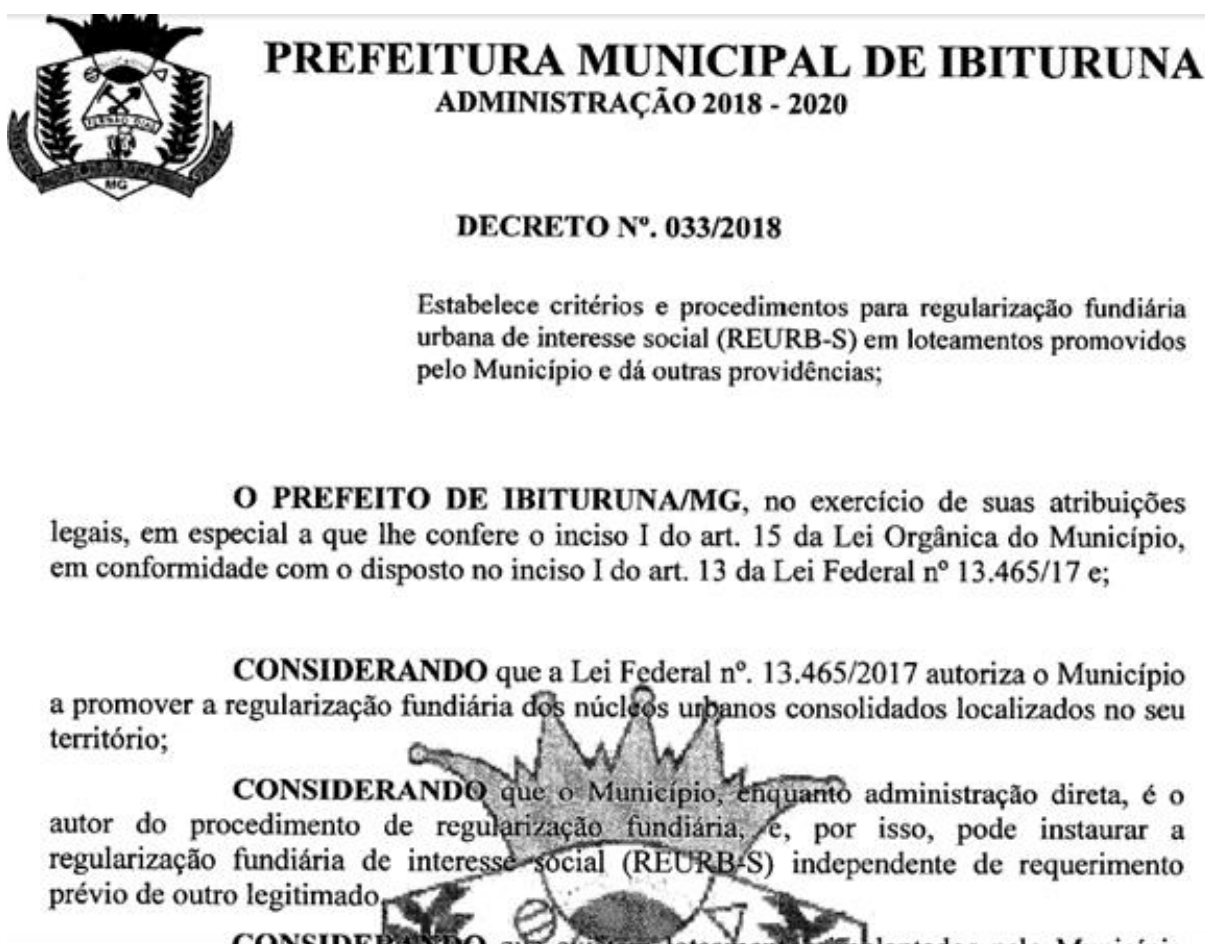 PREFEITURA MUNICIPAL DE IBITURUNA
ADMINISTRAÇÃO 2018 - 2020
FERNÃO DIAS
MG
DECRETO Nº. 033/2018
Estabelece critérios e procedimentos para regularização fundiária
urbana de interesse social (REURB-S) em loteamentos promovidos
pelo Município e dá outras providências;
O PREFEITO DE IBITURUNA/MG, no exercício de suas atribuições
legais, em especial a que lhe confere o inciso I do art. 15 da Lei Orgânica do Município,
em conformidade com o disposto no inciso I do art. 13 da Lei Federal nº 13.465/17 e;
CONSIDERANDO que a Lei Federal nº. 13.465/2017 autoriza o Município
a promover a regularização fundiária dos núcleos urbanos consolidados localizados no seu
território;
CONSIDERANDO que o Município, enquanto administração direta, é o
autor do procedimento de regularização fundiária, e, por isso, pode instaurar a
regularização fundiária de interesse social (REURB-S) independente de requerimento
prévio de outro legitimado.
CONSIDERANDO que loteamentos pelo Município